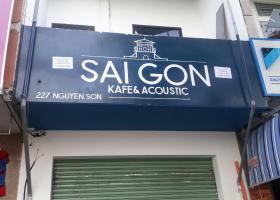 SAI GON
KAFE & ACOUSTIC
227 NGUYEN SON